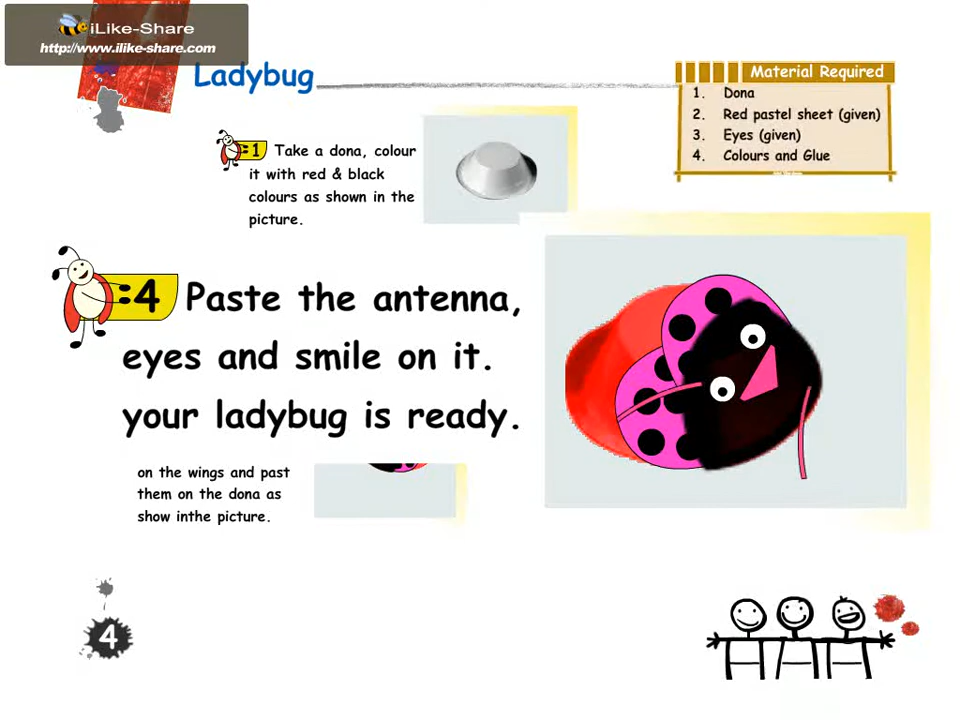 iLike-Share
http://www.ilike-share.com
Ladybug
Material Required
1. Dona
2. Red pastel sheet (given)
3. Eyes (given)
4. Colours and Glue
:1 Take a dona, colour
it with red & black
colours as shown in the
picture.
:4 Paste the antenna,
eyes and smile on it.
your ladybug is ready.
on the wings and past
them on the dona as
show inthe picture.
4